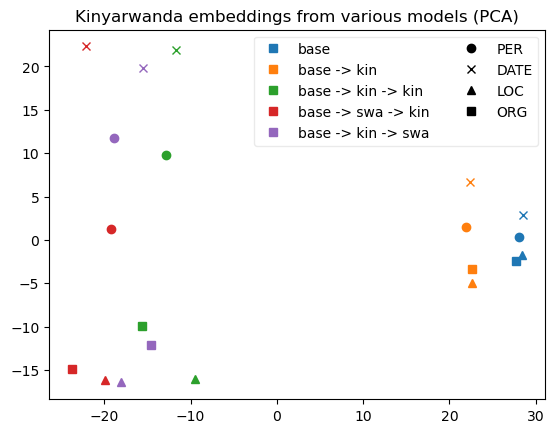 Kinyarwanda embeddings from various models (PCA)
base
base -> kin
base -> kin -> kin
base -> swa -> kin
base -> kin -> swa
PER
DATE
LOC
ORG
20
15
10
5
0
−5
−10
−15
−20
−10
0
10
20
30